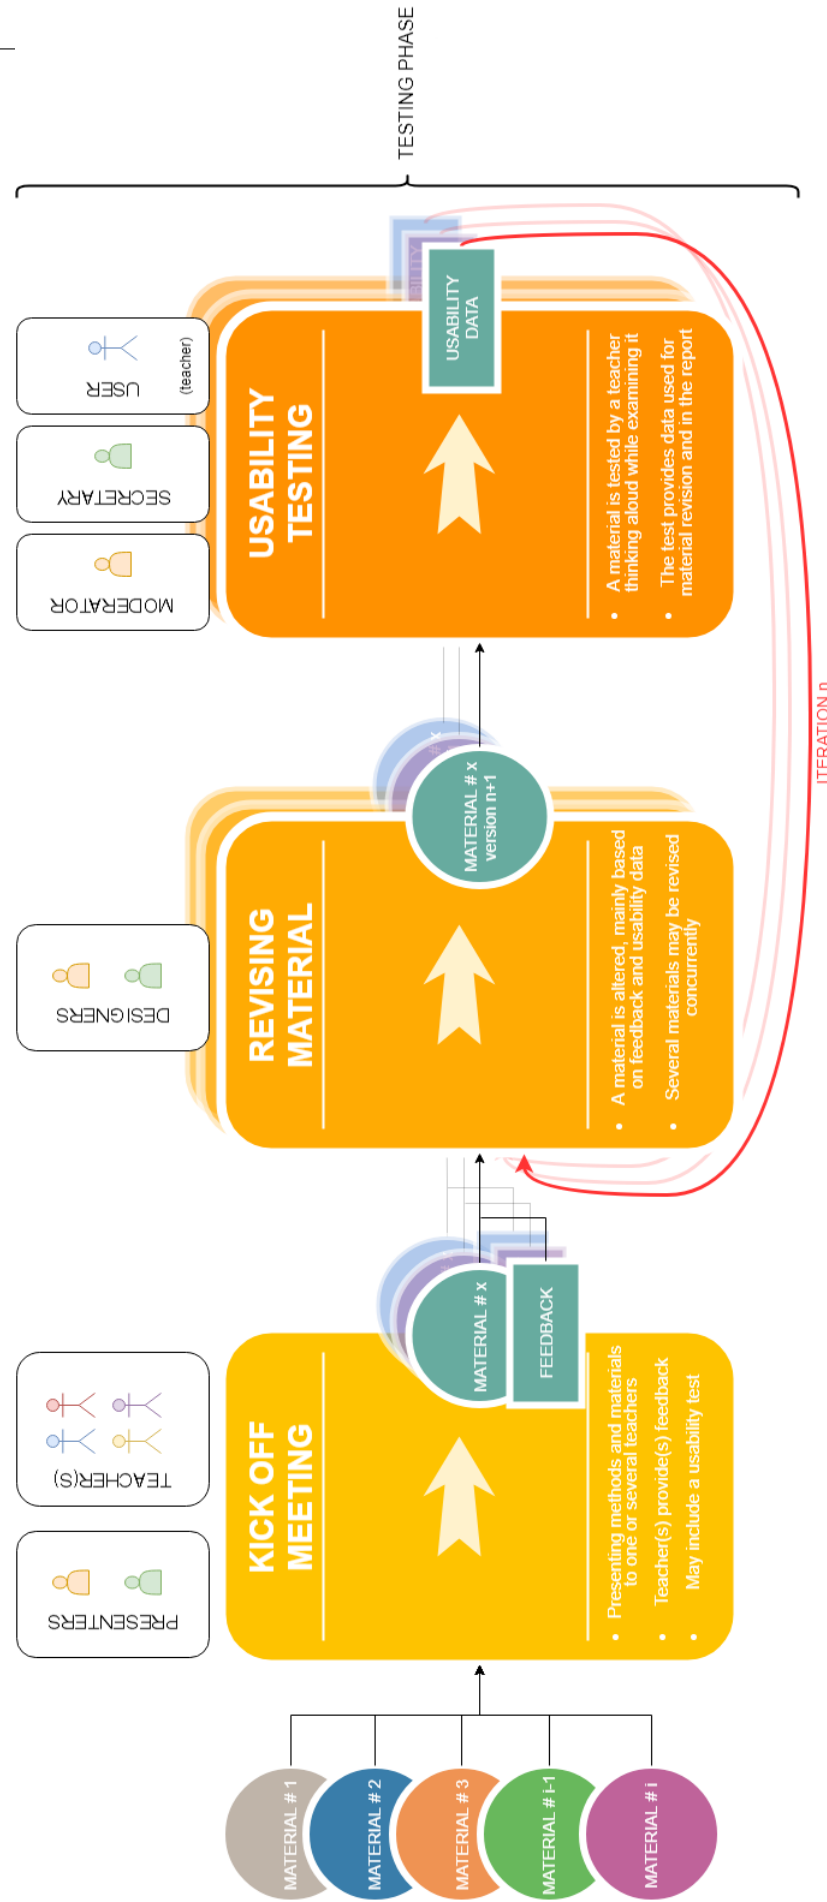 MATERIAL # 1
MATERIAL # 2
MATERIAL # 3
MATERIAL # i-1
MATERIAL # i
PRESENTERS
TEACHER(S)
KICK OFF
MEETING
MATERIAL # x
FEEDBACK
• Presenting methods and materials
to one or several teachers
• Teacher(s) provide(s) feedback
• May include a usability test
DESIGNERS
REVISING
MATERIAL
# x
MATERIAL # x
version n+1
• A material is altered, mainly based
on feedback and usability data
• Several materials may be revised
concurrently
MODERATOR
SECRETARY
USER
(teacher)
USABILITY
TESTING
USABILITY
DATA
• A material is tested by a teacher
thinking aloud while examining it
• The test provides data used for
material revision and in the report
ITERATION n
TESTING PHASE